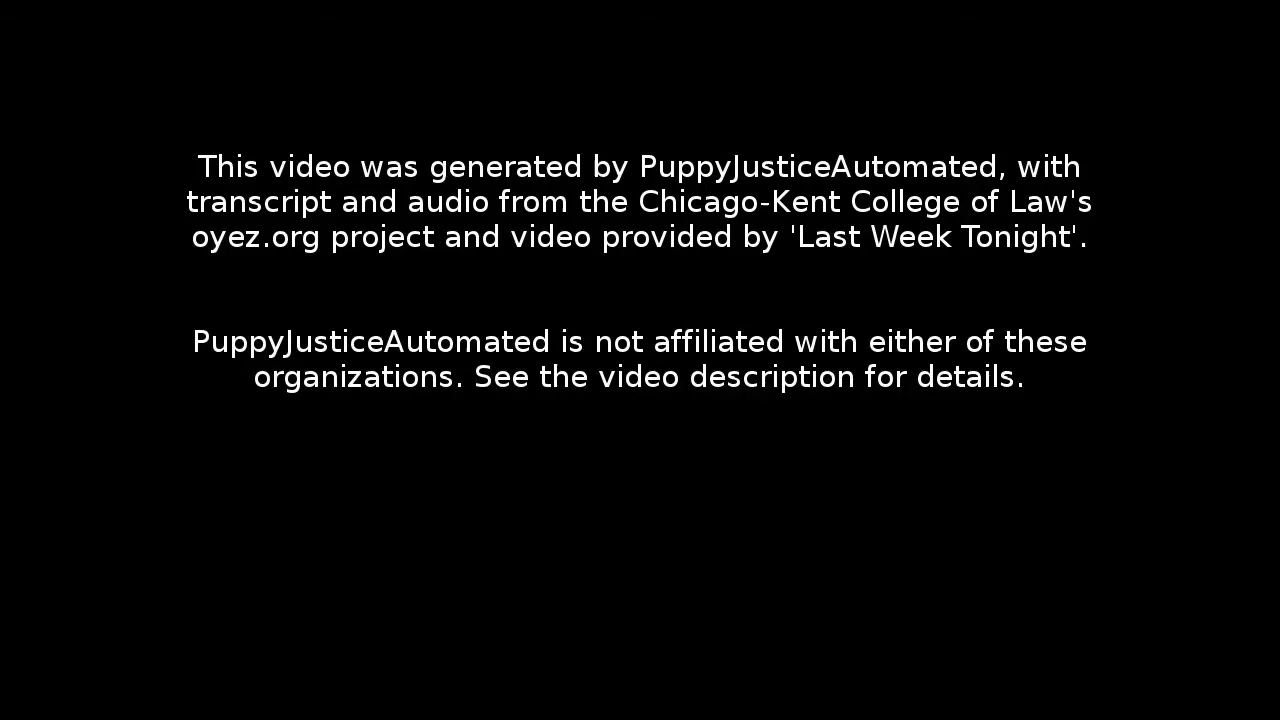 This video was generated by PuppyJusticeAutomated, with
transcript and audio from the Chicago-Kent College of Law's
oyez.org project and video provided by 'Last Week Tonight'.
PuppyJusticeAutomated is not affiliated with either of these
organizations. See the video description for details.